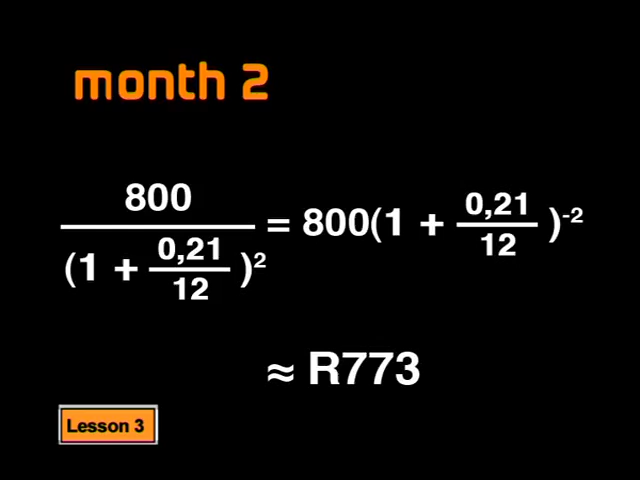 month 2
800 / (1 + 0,21/12)² = 800(1 + 0,21/12)⁻²
≈ R773
Lesson 3